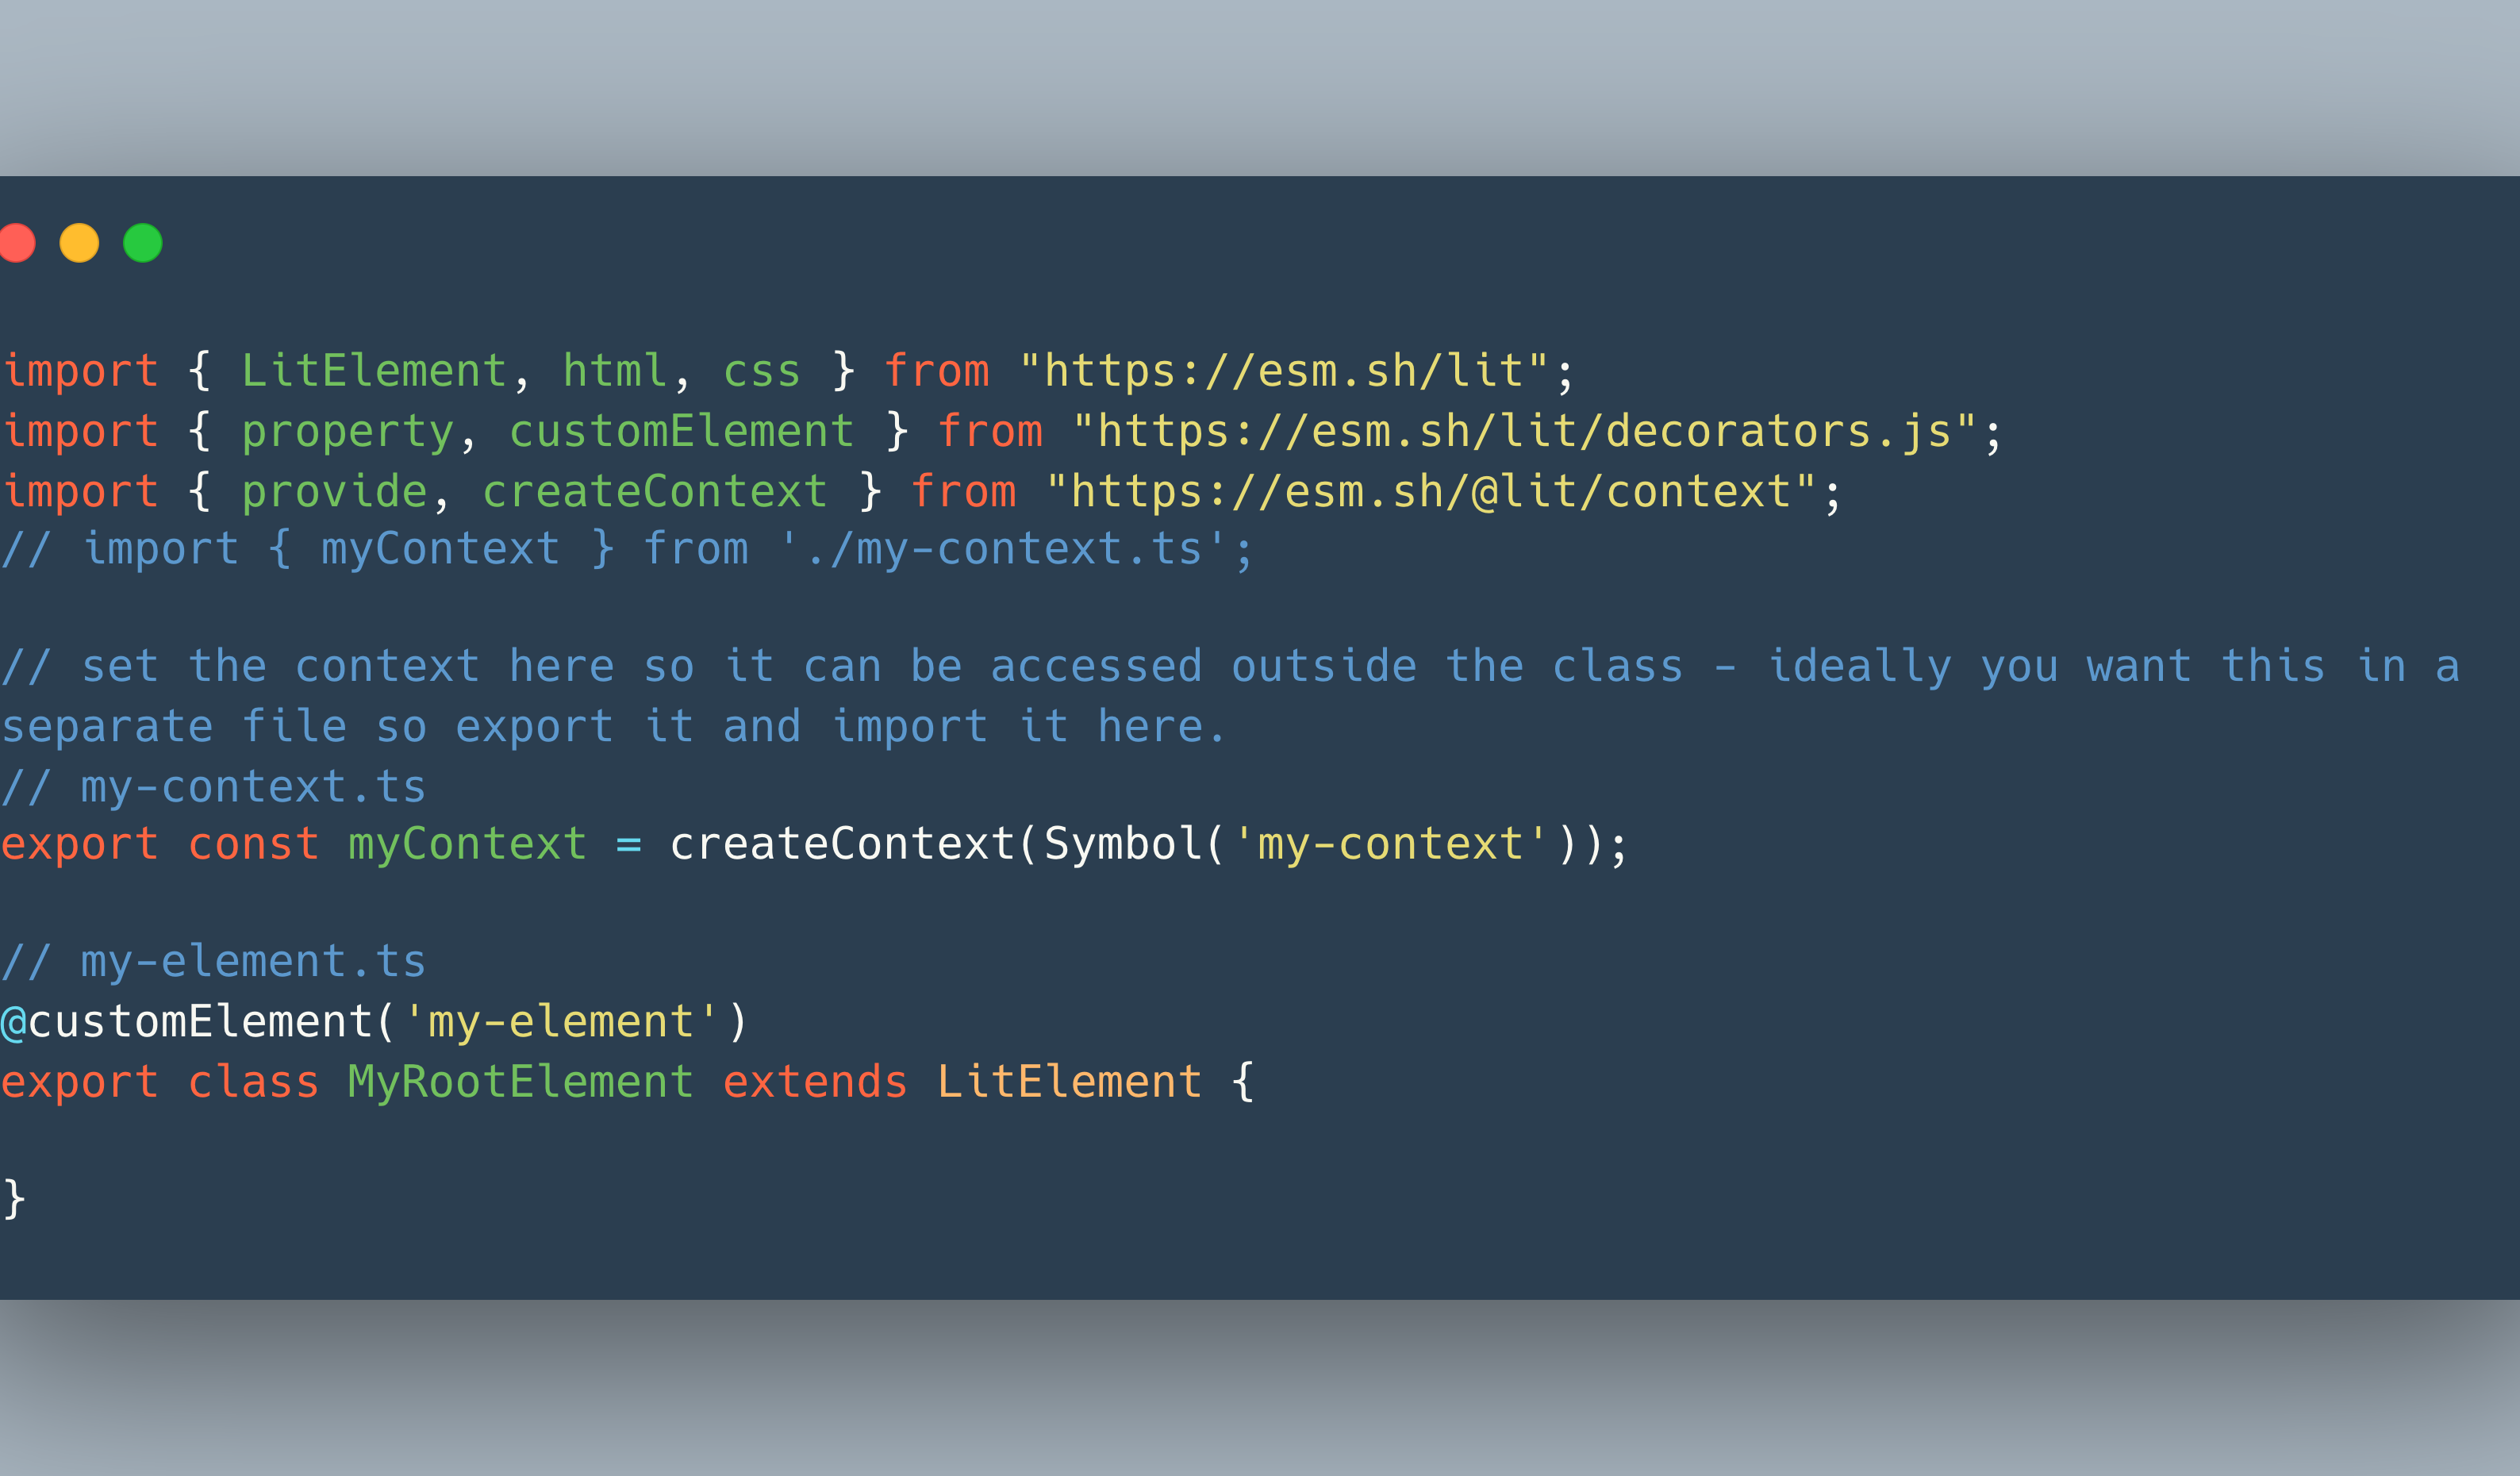 import { LitElement, html, css } from "https://esm.sh/lit";
import { property, customElement } from "https://esm.sh/lit/decorators.js";
import { provide, createContext } from "https://esm.sh/@lit/context";
// import { myContext } from './my-context.ts';
// set the context here so it can be accessed outside the class - ideally you want this in a
separate file so export it and import it here.
// my-context.ts
export const myContext = createContext(Symbol('my-context'));
// my-element.ts
@customElement('my-element')
export class MyRootElement extends LitElement {
}